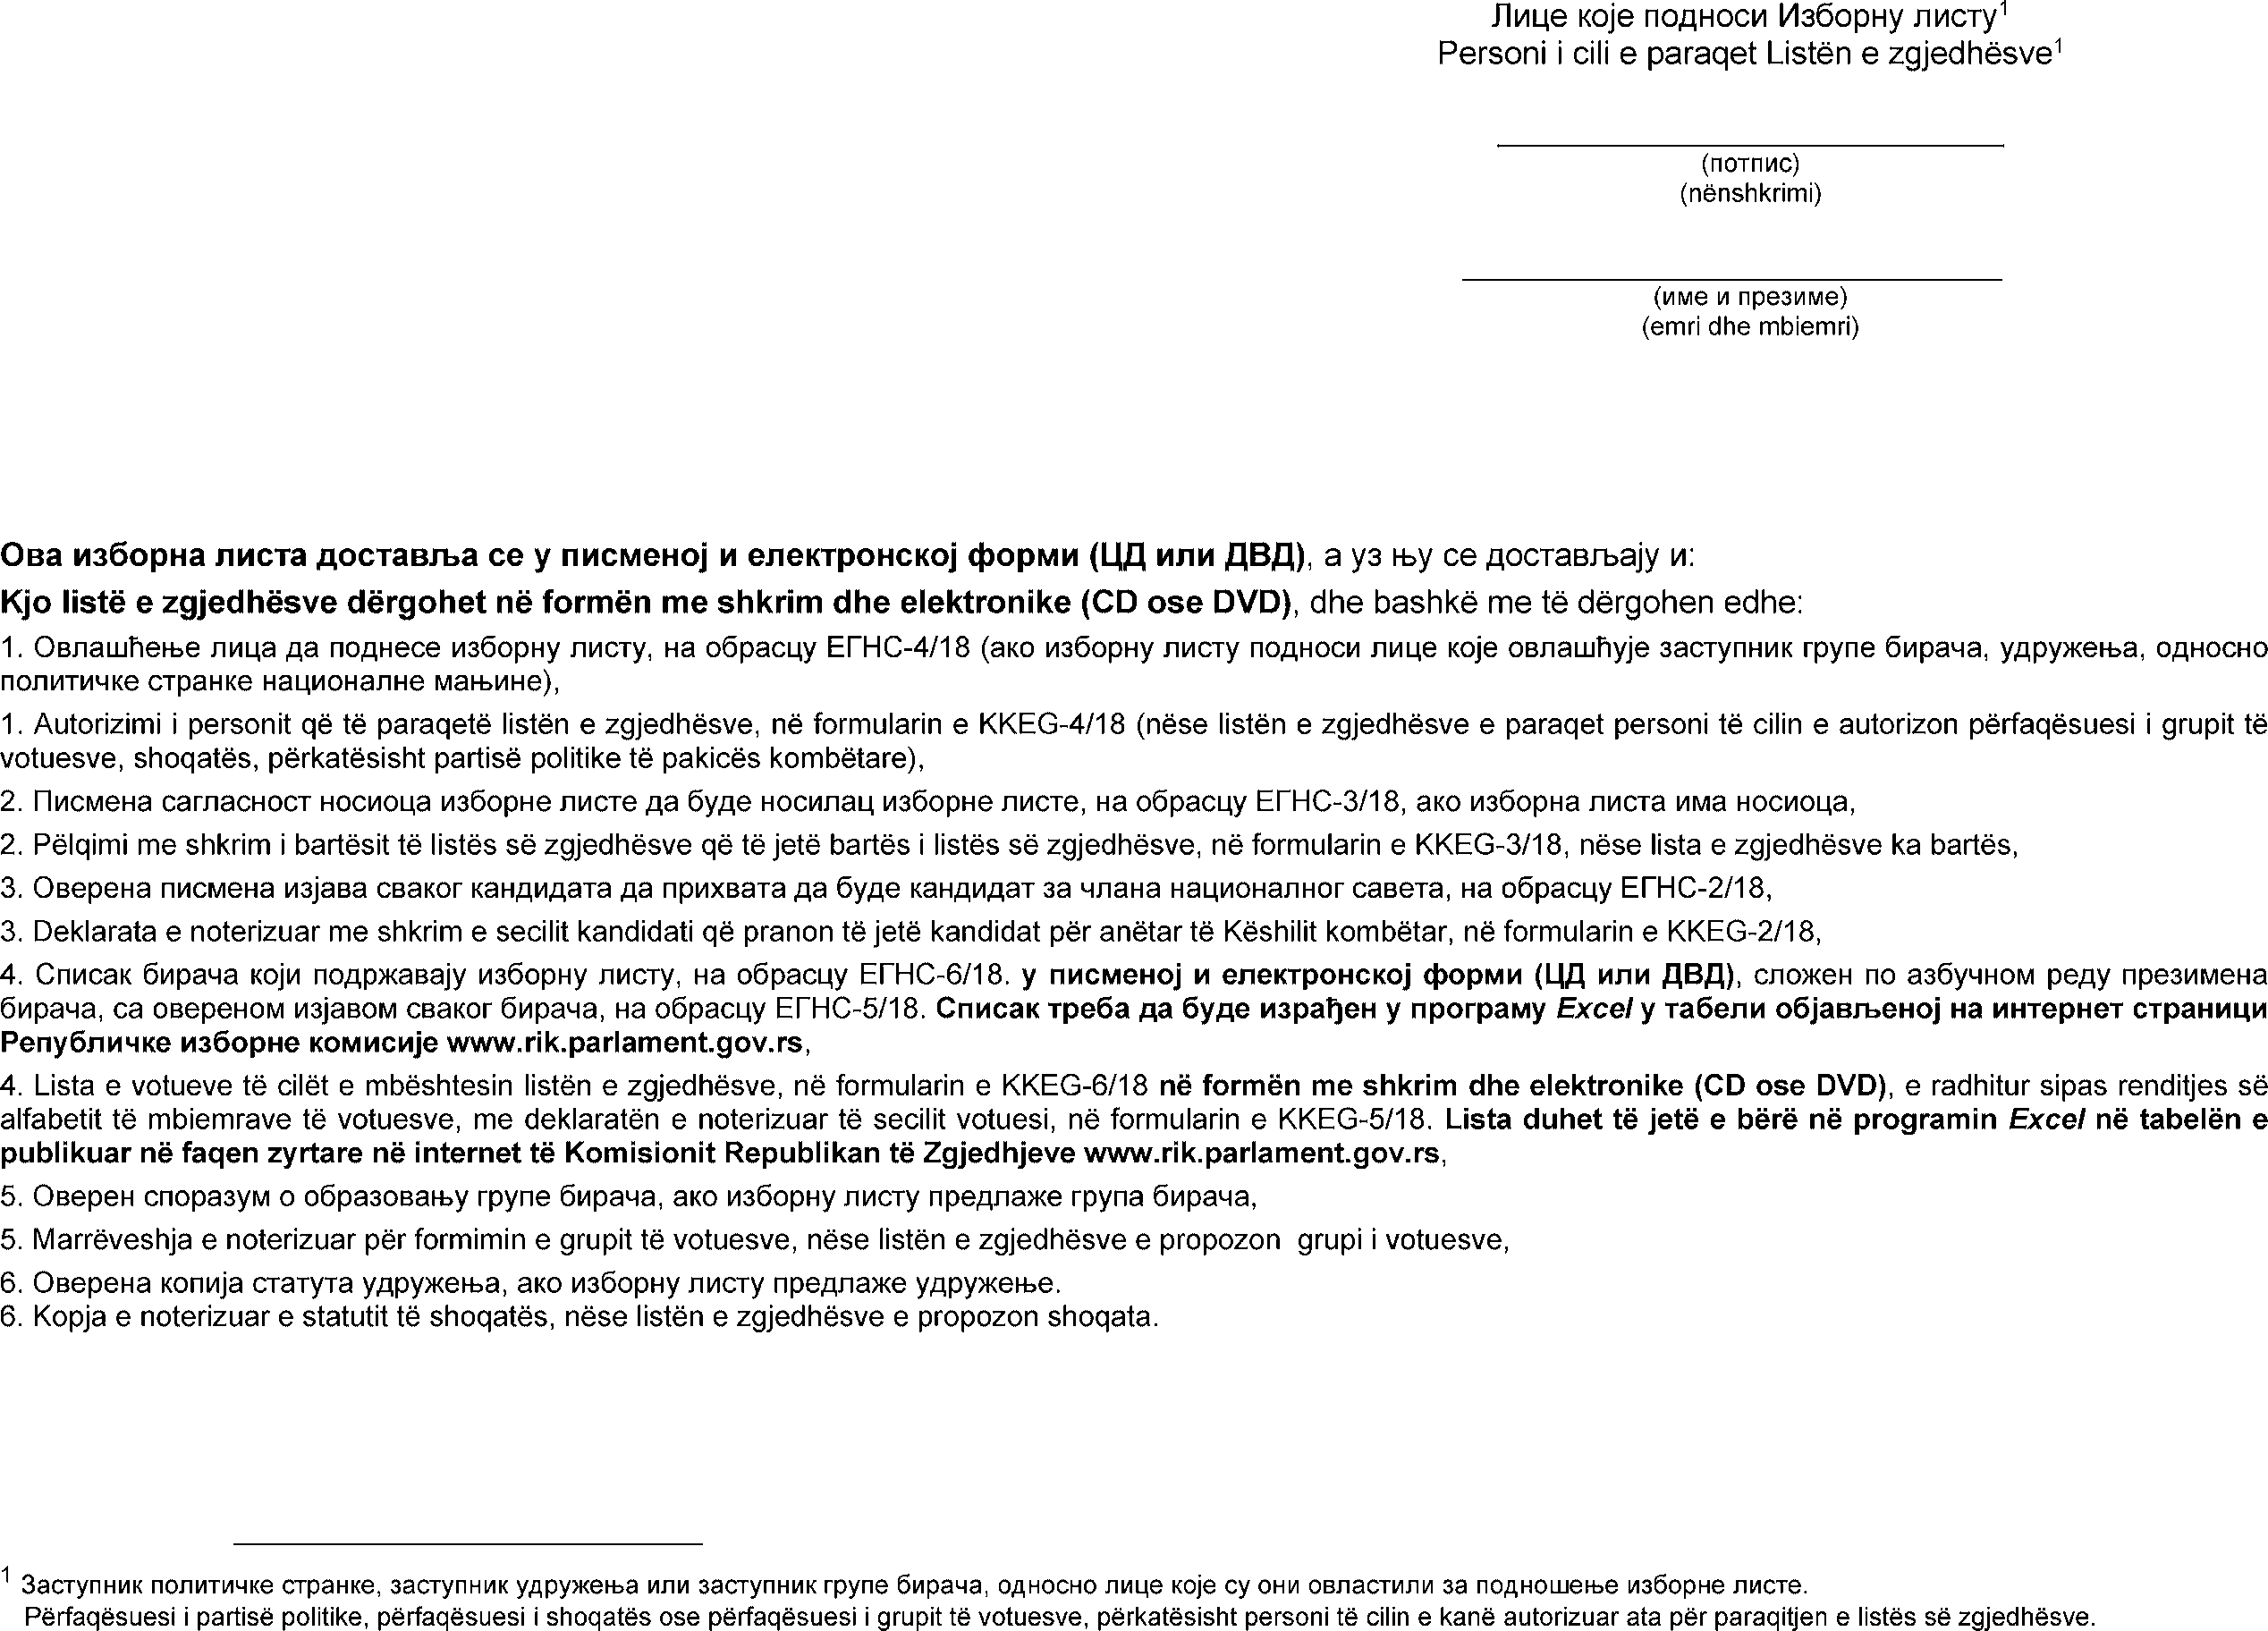 Лице које подноси Изборну листу¹
Personi i cili e paraqet Listën e zgjedhësve¹
(потпис)
(nënshkrimi)
(име и презиме)
(emri dhe mbiemri)
Ова изборна листа доставља се у писменој и електронској форми (ЦД или ДВД), а уз њу се достављају и:
Kjo listë e zgjedhësve dërgohet në formën me shkrim dhe elektronike (CD ose DVD), dhe bashkë me të dërgohen edhe:
1. Овлашћење лица да поднесе изборну листу, на обрасцу ЕГНС-4/18 (ако изборну листу подноси лице које овлашћује заступник групе бирача, удружења, односно
политичке странке националне мањине),
1. Autorizimi i personit që të paraqetë listën e zgjedhësve, në formularin e KKEG-4/18 (nëse listën e zgjedhësve e paraqet personi të cilin e autorizon përfaqësuesi i grupit të
votuesve, shoqatës, përkatësisht partisë politike të pakicës kombëtare),
2. Писмена сагласност носиоца изборне листе да буде носилац изборне листе, на обрасцу ЕГНС-3/18, ако изборна листа има носиоца,
2. Pëlqimi me shkrim i bartësit të listës së zgjedhësve që të jetë bartës i listës së zgjedhësve, në formularin e KKEG-3/18, nëse lista e zgjedhësve ka bartës,
3. Оверена писмена изјава сваког кандидата да прихвата да буде кандидат за члана националног савета, на обрасцу ЕГНС-2/18,
3. Deklarata e noterizuar me shkrim e secilit kandidati që pranon të jetë kandidat për anëtar të Këshilit kombëtar, në formularin e KKEG-2/18,
4. Списак бирача који подржавају изборну листу, на обрасцу ЕГНС-6/18. у писменој и електронској форми (ЦД или ДВД), сложен по азбучном реду презимена
бирача, са овереном изјавом сваког бирача, на обрасцу ЕГНС-5/18. Списак треба да буде израђен у програму Excel у табели објављеној на интернет страници
Републичке изборне комисије www.rik.parlament.gov.rs,
4. Lista e votueve të cilët e mbështesin listën e zgjedhësve, në formularin e KKEG-6/18 në formën me shkrim dhe elektronike (CD ose DVD), e radhitur sipas renditjes së
alfabetit të mbiemrave të votuesve, me deklaratën e noterizuar të secilit votuesi, në formularin e KKEG-5/18. Lista duhet të jetë e bërë në programin Excel në tabelën e
publikuar në faqen zyrtare në internet të Komisionit Republikan të Zgjedhjeve www.rik.parlament.gov.rs,
5. Оверен споразум о образовању групе бирача, ако изборну листу предлаже група бирача,
5. Marrëveshja e noterizuar për formimin e grupit të votuesve, nëse listën e zgjedhësve e propozon grupi i votuesve,
6. Оверена копија статута удружења, ако изборну листу предлаже удружење.
6. Kopja e noterizuar e statutit të shoqatës, nëse listën e zgjedhësve e propozon shoqata.
¹ Заступник политичке странке, заступник удружења или заступник групе бирача, односно лице које су они овластили за подношење изборне листе.
Përfaqësuesi i partisë politike, përfaqësuesi i shoqatës ose përfaqësuesi i grupit të votuesve, përkatësisht personi të cilin e kanë autorizuar ata për paraqitjen e listës së zgjedhësve.